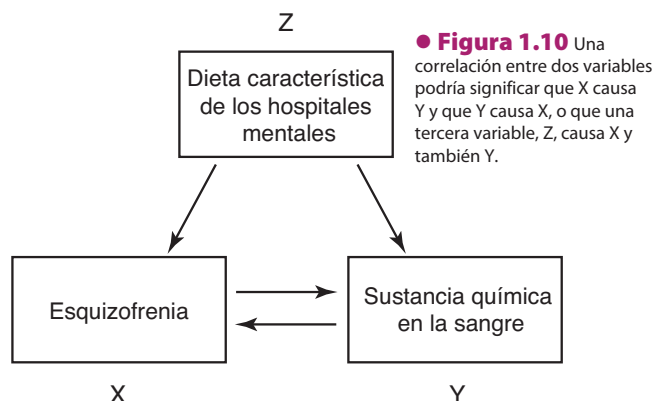 Z
Dieta característica
de los hospitales
mentales
● Figura 1.10 Una
correlación entre dos variables
podría significar que X causa
Y y que Y causa X, o que una
tercera variable, Z, causa X y
también Y.
Esquizofrenia
Sustancia química
en la sangre
X
Y